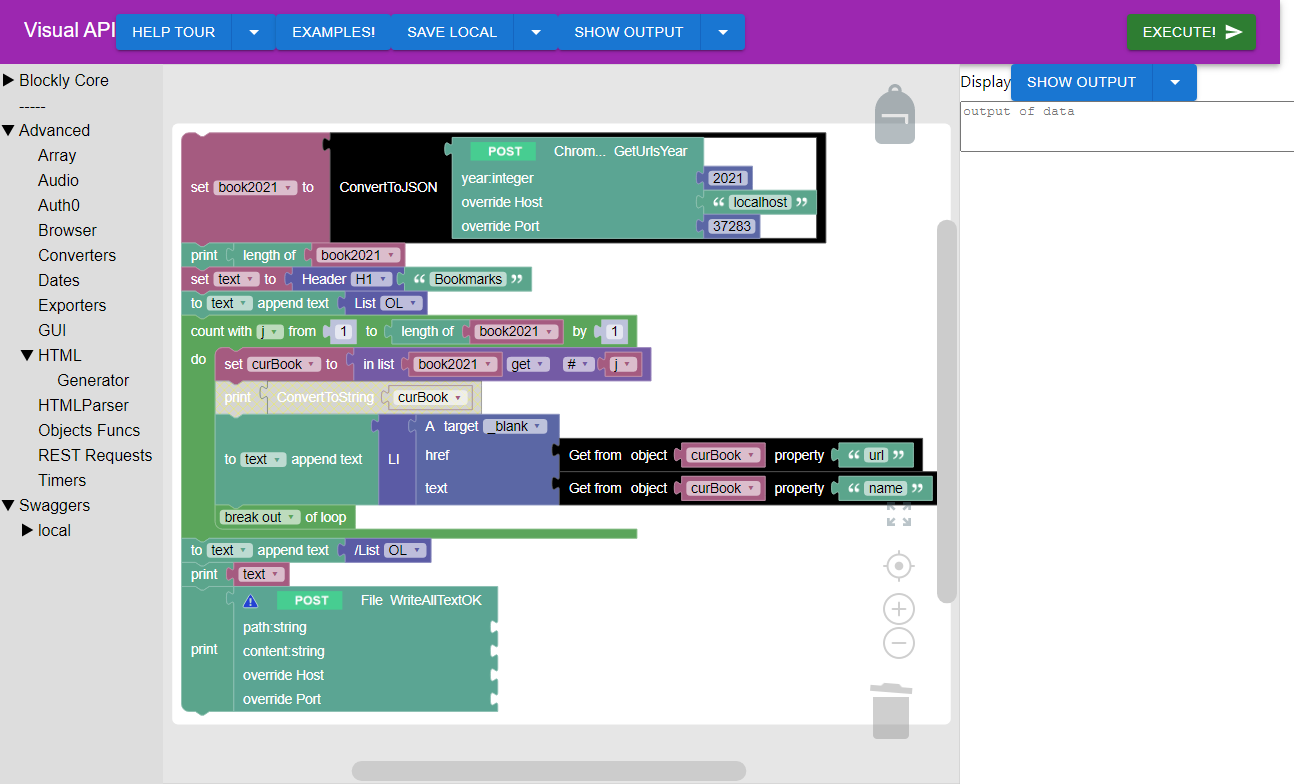 Visual API HELP TOUR EXAMPLES! SAVE LOCAL SHOW OUTPUT EXECUTE!
Blockly Core
-----
Advanced
Array
Audio
Auth0
Browser
Converters
Dates
Exporters
GUI
HTML
Generator
HTMLParser
Objects Funcs
REST Requests
Timers
Swaggers
local
set book2021 to ConvertToJSON
POST Chrom... GetUrlsYear
year:integer 2021
override Host “ localhost ”
override Port 37283
print length of book2021
set text to Header H1 “ Bookmarks ”
to text append text List OL
count with j from 1 to length of book2021 by 1
do set curBook to in list book2021 get # j
print ConvertToString curBook
to text append text LI
A target _blank
href Get from object curBook property “ url ”
text Get from object curBook property “ name ”
break out of loop
to text append text /List OL
print text
print
POST File WriteAllTextOK
path:string
content:string
override Host
override Port
Display SHOW OUTPUT
output of data